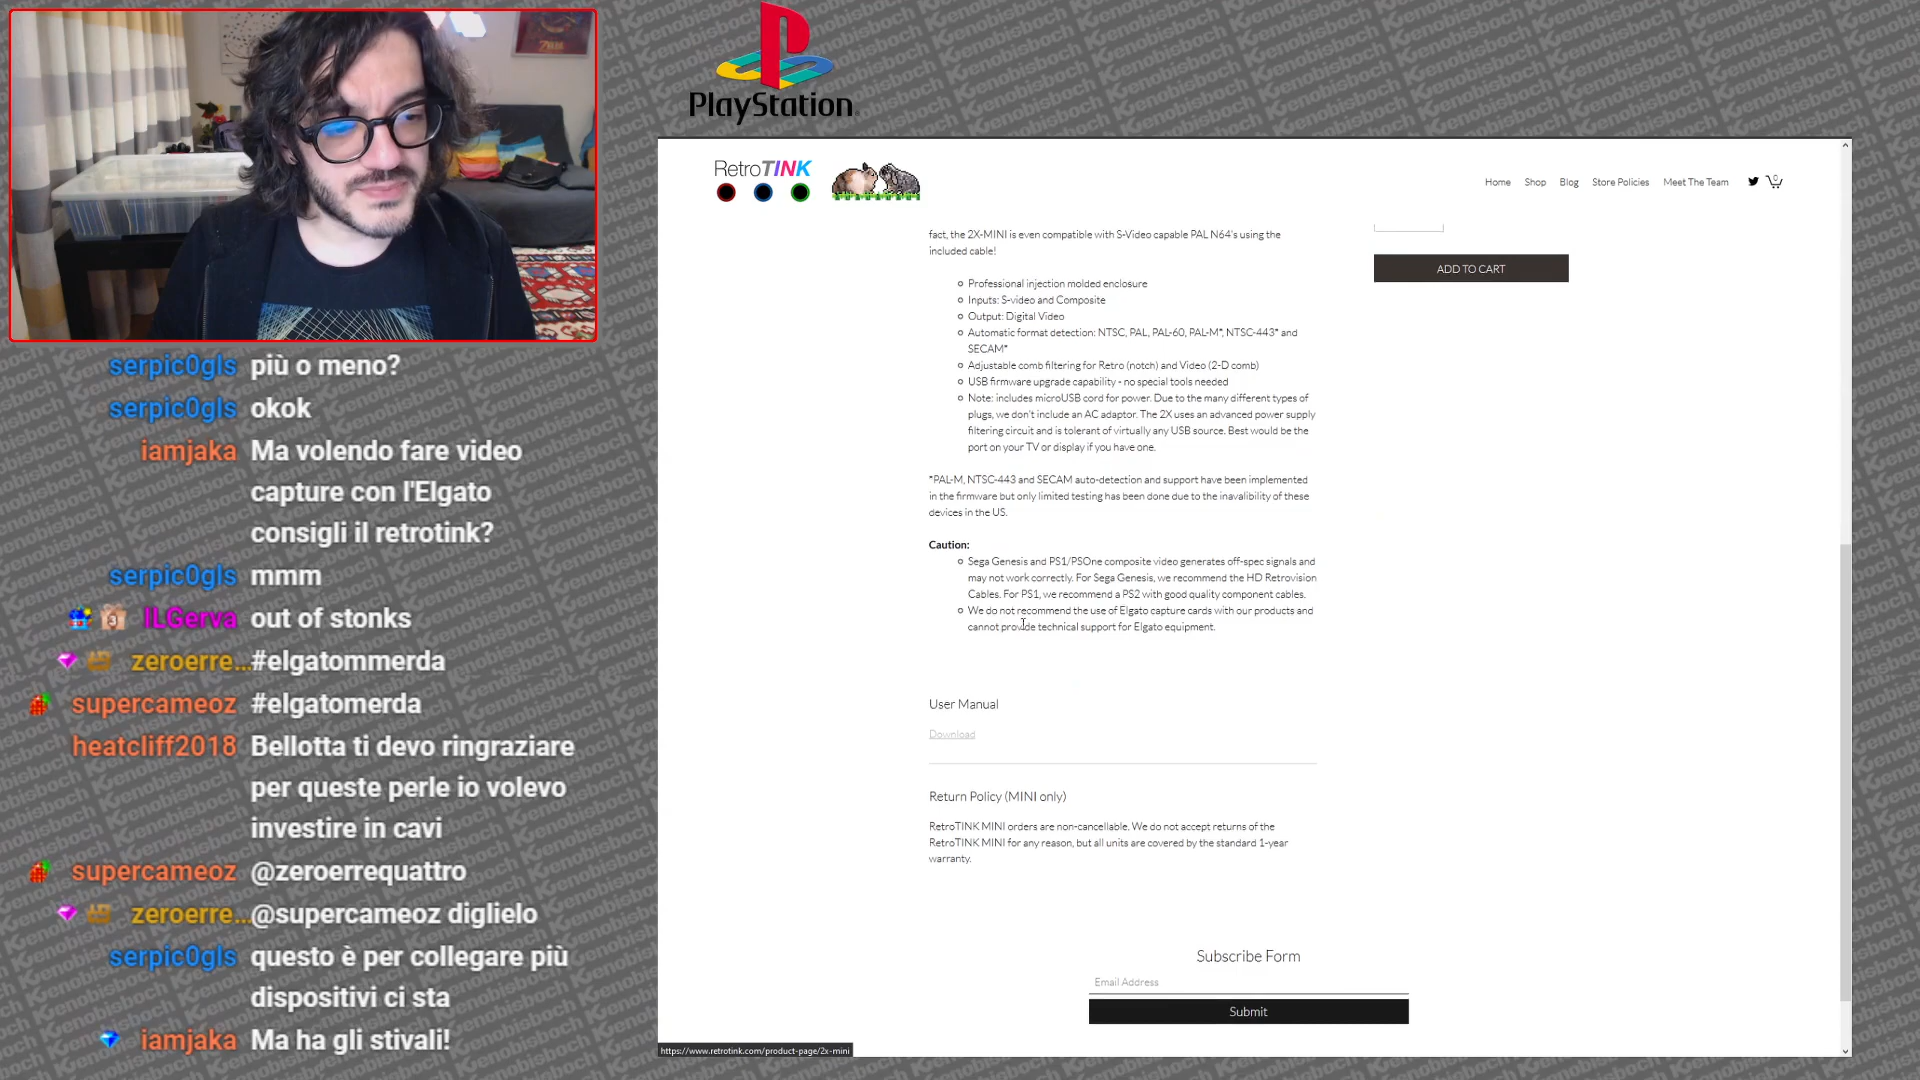 PlayStation
RetroTINK
Home
Shop
Blog
Store Policies
Meet The Team
0
fact, the 2X-MINI is even compatible with S-Video capable PAL N64's using the
included cable!
ADD TO CART
Professional injection molded enclosure
Inputs: S-video and Composite
Output: Digital Video
Automatic format detection: NTSC, PAL, PAL-60, PAL-M*, NTSC-443* and
SECAM*
Adjustable comb filtering for Retro (notch) and Video (2-D comb)
USB firmware upgrade capability - no special tools needed
Note: includes microUSB cord for power. Due to the many different types of
plugs, we don't include an AC adaptor. The 2X uses an advanced power supply
filtering circuit and is tolerant of virtually any USB source. Best would be the
port on your TV or display if you have one.
*PAL-M, NTSC-443 and SECAM auto-detection and support have been implemented
in the firmware but only limited testing has been done due to the inavalibility of these
devices in the US.
Caution:
Sega Genesis and PS1/PSOne composite video generates off-spec signals and
may not work correctly. For Sega Genesis, we recommend the HD Retrovision
Cables. For PS1, we recommend a PS2 with good quality component cables.
We do not recommend the use of Elgato capture cards with our products and
cannot provide technical support for Elgato equipment.
User Manual
Download
Return Policy (MINI only)
RetroTINK MINI orders are non-cancellable. We do not accept returns of the
RetroTINK MINI for any reason, but all units are covered by the standard 1-year
warranty.
Subscribe Form
Email Address
Submit
https://www.retrotink.com/product-page/2x-mini
serpic0gls più o meno?
serpic0gls okok
iamjaka Ma volendo fare video
capture con l'Elgato
consigli il retrotink?
serpic0gls mmm
3 ILGerva out of stonks
zeroerre... #elgatommerda
supercameoz #elgatomerda
heatcliff2018 Bellotta ti devo ringraziare
per queste perle io volevo
investire in cavi
supercameoz @zeroerrequattro
zeroerre... @supercameoz diglielo
serpic0gls questo è per collegare più
dispositivi ci sta
iamjaka Ma ha gli stivali!
Kenobisboch